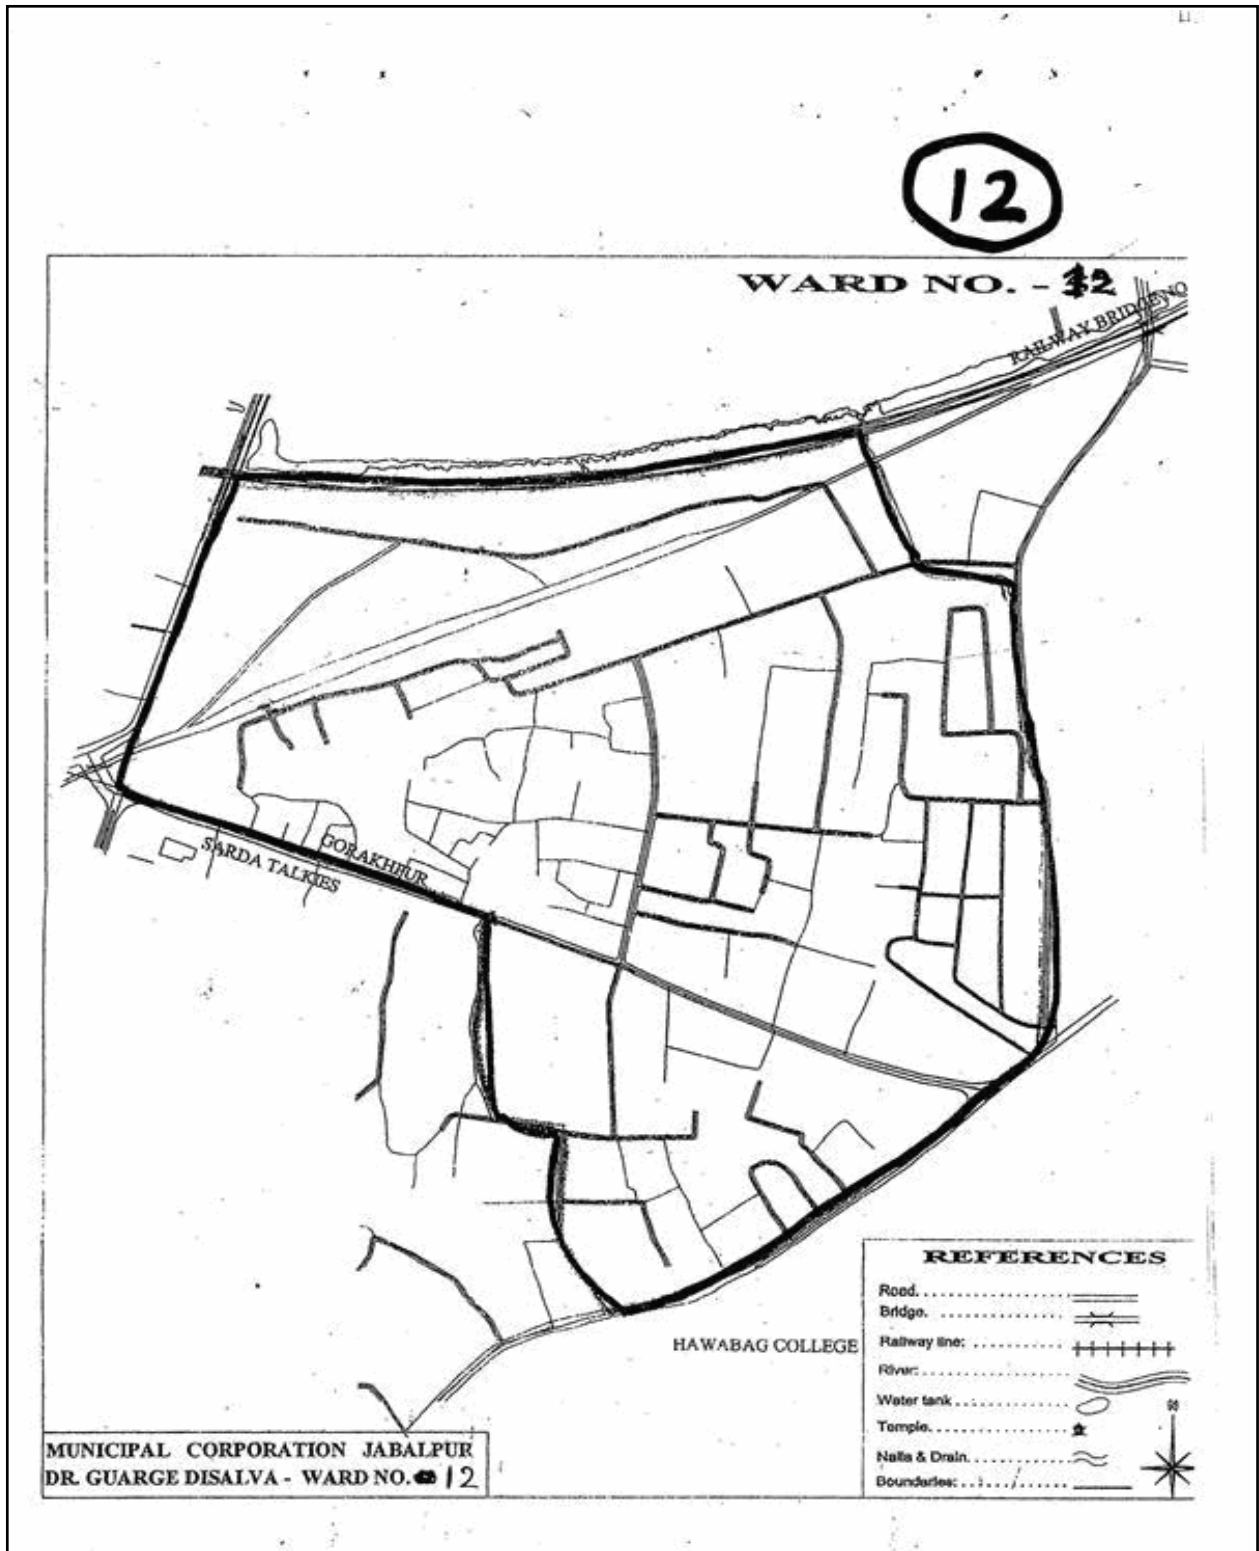 12
WARD NO. - 12
RAILWAY BRIDGE NO
SARDA TALKIES
GORAKHPUR
HAWABAG COLLEGE
REFERENCES
Road
Bridge.
Railway line:
River:
Water tank
Temple.
Nalla & Drain.
Boundaries:
N
MUNICIPAL CORPORATION JABALPUR
DR. GUARGE DISALVA - WARD NO. 12